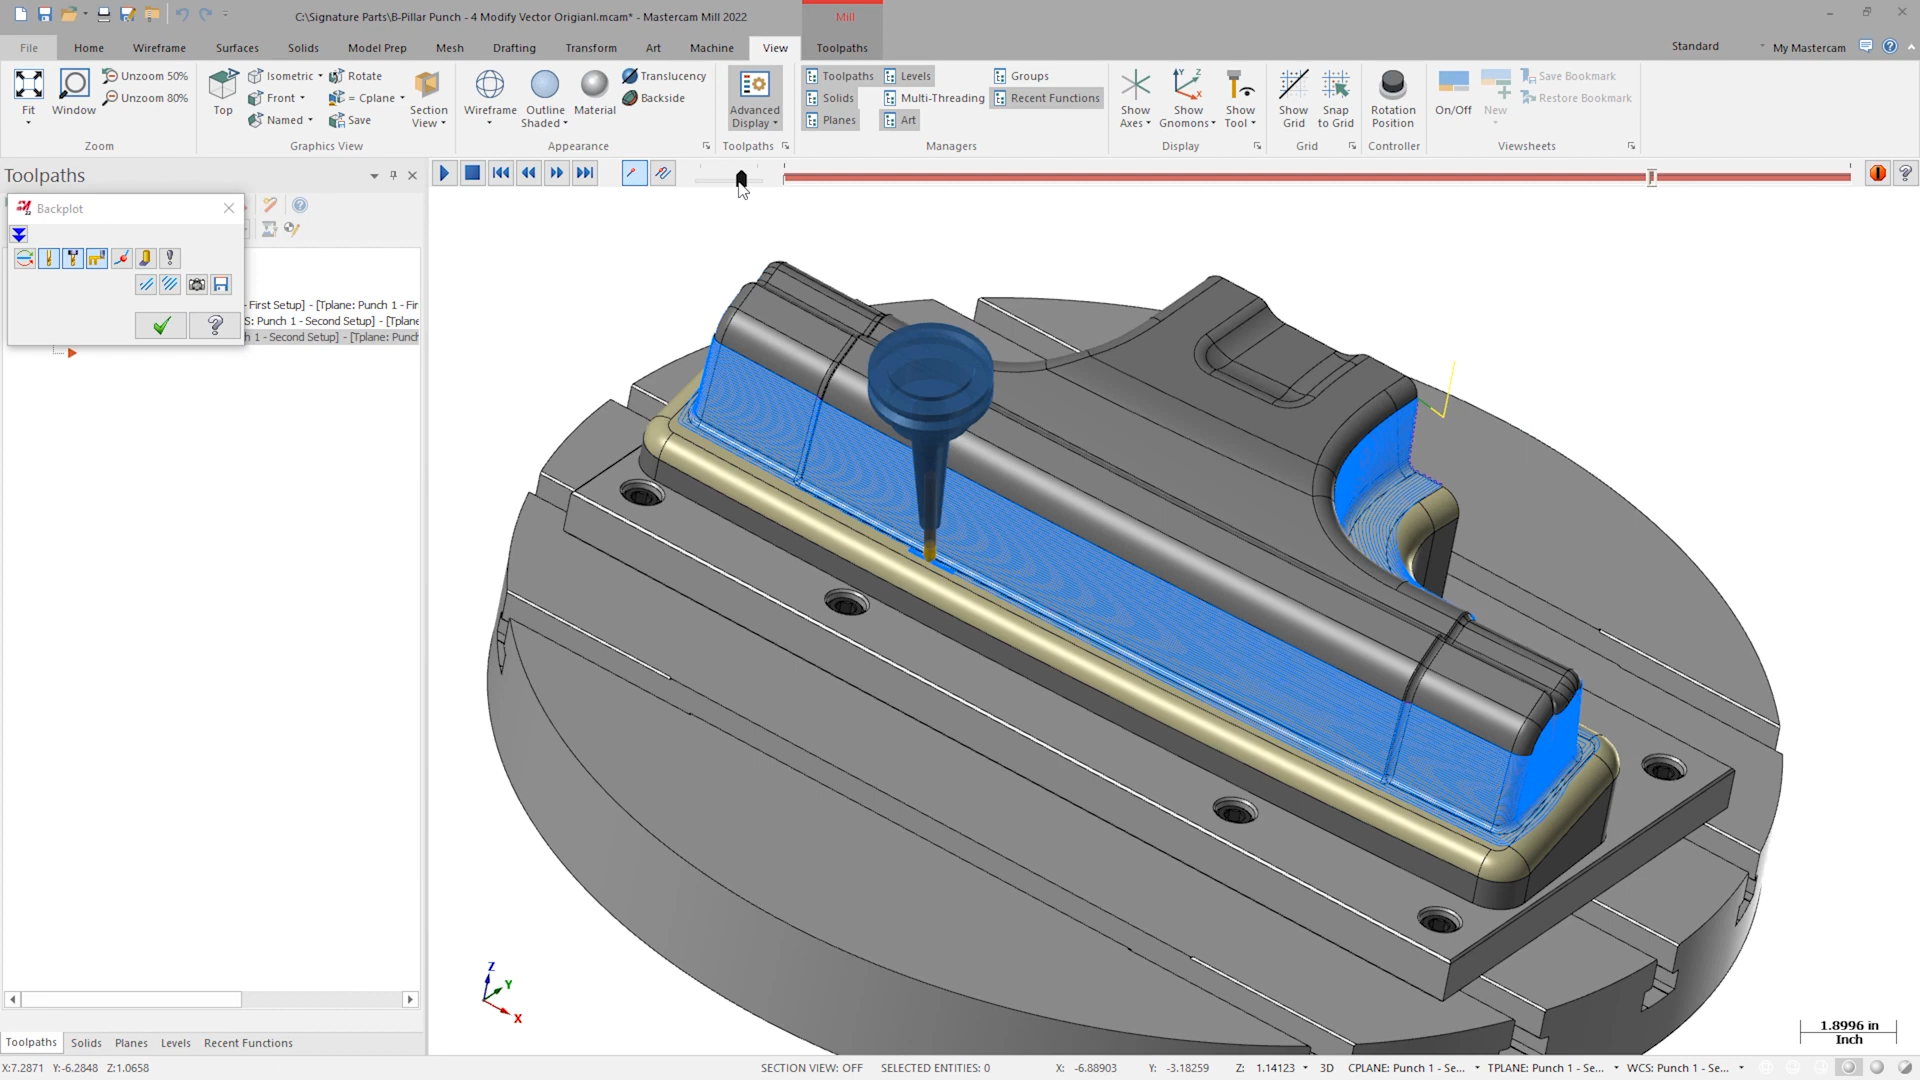 C:\Signature Parts\B-Pillar Punch - 4 Modify Vector Origianl.mcam* - Mastercam Mill 2022
Mill
File Home Wireframe Surfaces Solids Model Prep Mesh Drafting Transform Art Machine View Toolpaths
Standard My Mastercam
Fit
Window
Unzoom 50%
Unzoom 80%
Zoom
Top
Isometric
Front
Named
Rotate
= Cplane
Save
Section View
Graphics View
Wireframe
Outline Shaded
Material
Translucency
Backside
Appearance
Advanced Display
Toolpaths
Toolpaths
Solids
Planes
Levels
Multi-Threading
Art
Groups
Recent Functions
Managers
Show Axes
Show Gnomons
Show Tool
Display
Show Grid
Snap to Grid
Grid
Rotation Position
Controller
On/Off
New
Save Bookmark
Restore Bookmark
Viewsheets
Toolpaths
Backplot
- First Setup] - [Tplane: Punch 1 - Fir
S: Punch 1 - Second Setup] - [Tplane
h 1 - Second Setup] - [Tplane: Punch
Z
Y
X
1.8996 in
Inch
Toolpaths Solids Planes Levels Recent Functions
X:7.2871 Y:-6.2848 Z:1.0658
SECTION VIEW: OFF SELECTED ENTITIES: 0 X: -6.88903 Y: -3.18259 Z: 1.14123 3D CPLANE: Punch 1 - Se... TPLANE: Punch 1 - Se... WCS: Punch 1 - Se...